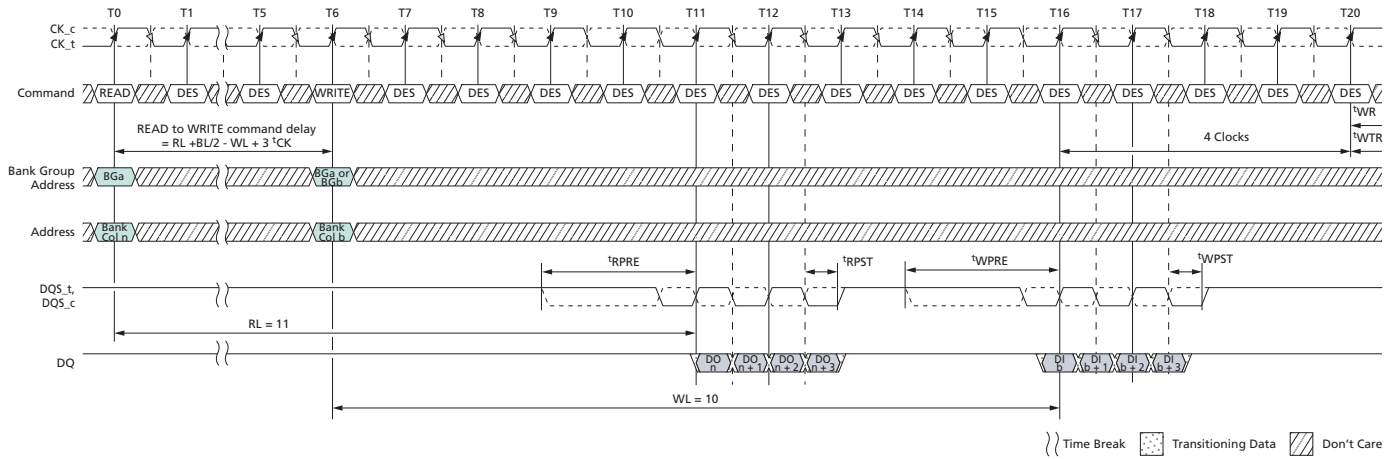 T0 T1 T5 T6 T7 T8 T9 T10 T11 T12 T13 T14 T15 T16 T17 T18 T19 T20
CK_c
CK_t
Command READ DES DES WRITE DES DES DES DES DES DES DES DES DES DES DES DES DES DES
tWR
READ to WRITE command delay
4 Clocks tWTR
= RL +BL/2 - WL + 3 tCK
Bank Group
Address
BGa
BGa or
BGb
Address
Bank
Col n
Bank
Col b
tRPRE tRPST tWPRE tWPST
DQS_t,
DQS_c
RL = 11
DQ
DO
n
DO
n + 1
DO
n + 2
DO
n + 3
DI
b
DI
b + 1
DI
b + 2
DI
b + 3
WL = 10
Time Break Transitioning Data Don't Care